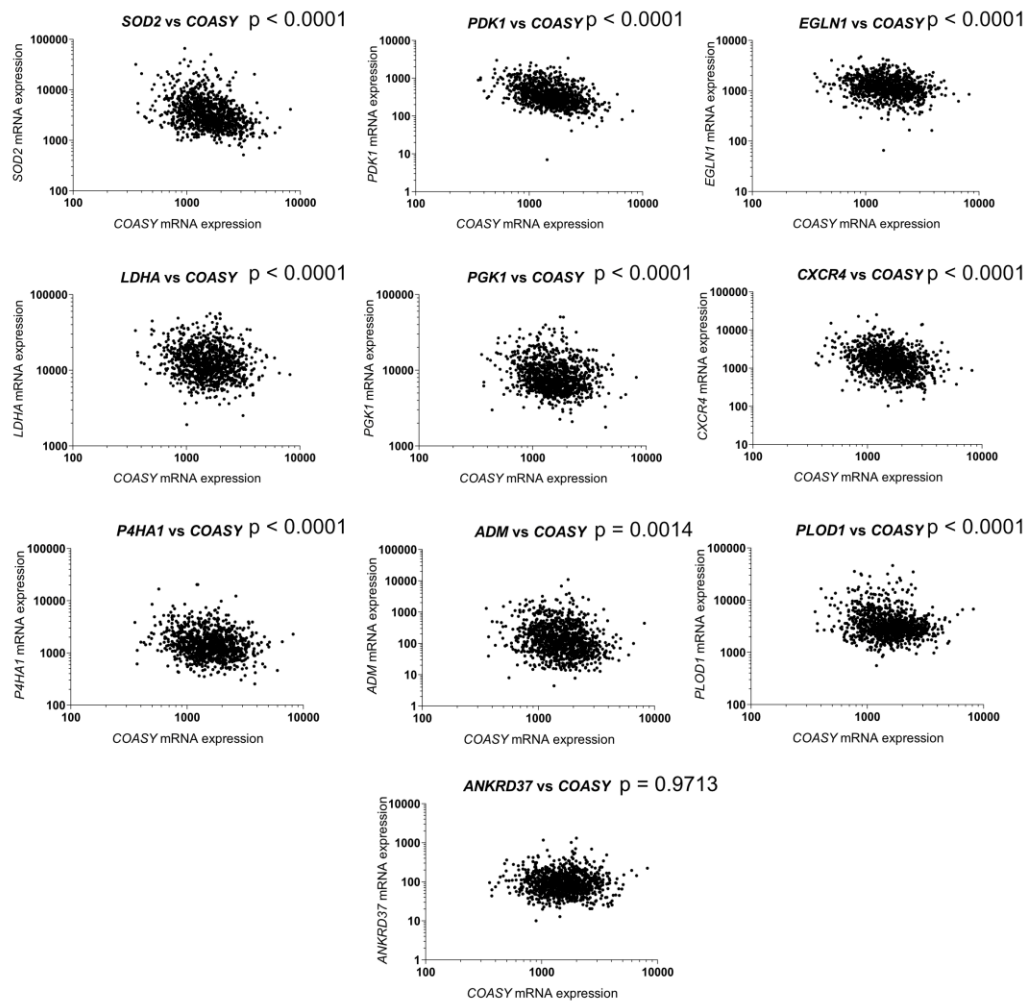 SOD2 vs COASY p < 0.0001
100000
10000
1000
100
SOD2 mRNA expression
100 1000 10000
COASY mRNA expression
PDK1 vs COASY p < 0.0001
10000
1000
100
10
1
PDK1 mRNA expression
100 1000 10000
COASY mRNA expression
EGLN1 vs COASY p < 0.0001
10000
1000
100
10
EGLN1 mRNA expression
100 1000 10000
COASY mRNA expression
LDHA vs COASY p < 0.0001
100000
10000
1000
LDHA mRNA expression
100 1000 10000
COASY mRNA expression
PGK1 vs COASY p < 0.0001
100000
10000
1000
PGK1 mRNA expression
100 1000 10000
COASY mRNA expression
CXCR4 vs COASY p < 0.0001
100000
10000
1000
100
10
CXCR4 mRNA expression
100 1000 10000
COASY mRNA expression
P4HA1 vs COASY p < 0.0001
100000
10000
1000
100
P4HA1 mRNA expression
100 1000 10000
COASY mRNA expression
ADM vs COASY p = 0.0014
100000
10000
1000
100
10
1
ADM mRNA expression
100 1000 10000
COASY mRNA expression
PLOD1 vs COASY p < 0.0001
100000
10000
1000
100
PLOD1 mRNA expression
100 1000 10000
COASY mRNA expression
ANKRD37 vs COASY p = 0.9713
10000
1000
100
10
1
ANKRD37 mRNA expression
100 1000 10000
COASY mRNA expression